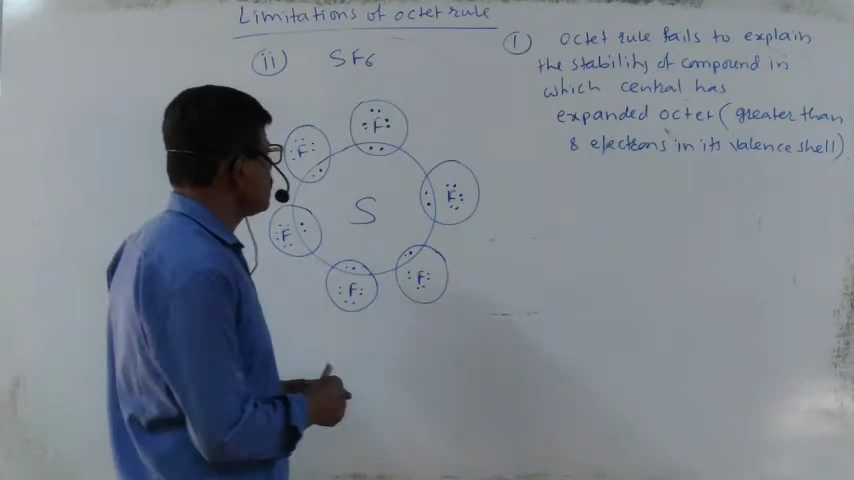 Limitations of octet rule
ii) SF6
F
F
F
S
F
F
F
I) Octet rule fails to explain
the stability of compound in
which central has
expanded octet (greater than
8 electrons in its valence shell)